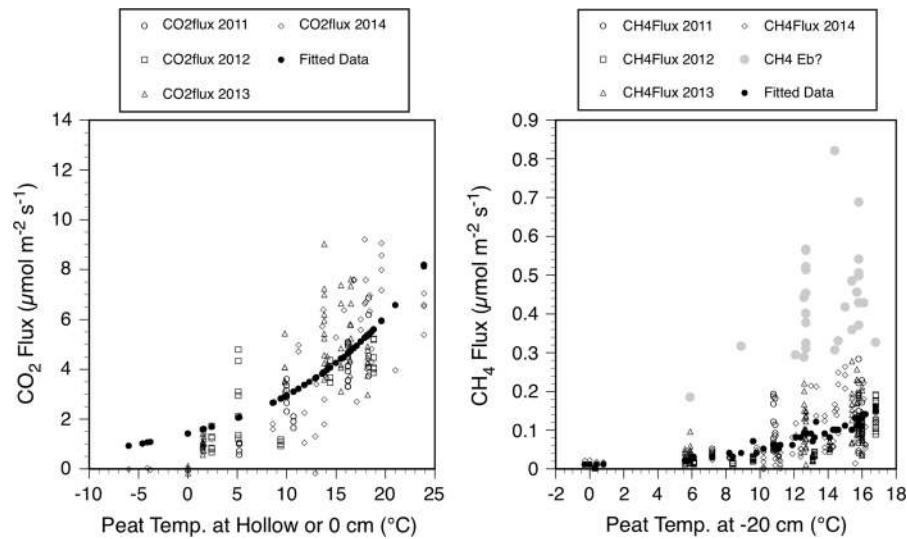 CO2flux 2011 CO2flux 2014
CO2flux 2012 Fitted Data
CO2flux 2013
14
12
10
8
6
4
2
0
CO2 Flux (µmol m-2 s-1)
-10 -5 0 5 10 15 20 25
Peat Temp. at Hollow or 0 cm (°C)
CH4Flux 2011 CH4Flux 2014
CH4Flux 2012 CH4 Eb?
CH4Flux 2013 Fitted Data
0.9
0.8
0.7
0.6
0.5
0.4
0.3
0.2
0.1
0
CH4 Flux (µmol m-2 s-1)
-2 0 2 4 6 8 10 12 14 16 18
Peat Temp. at -20 cm (°C)